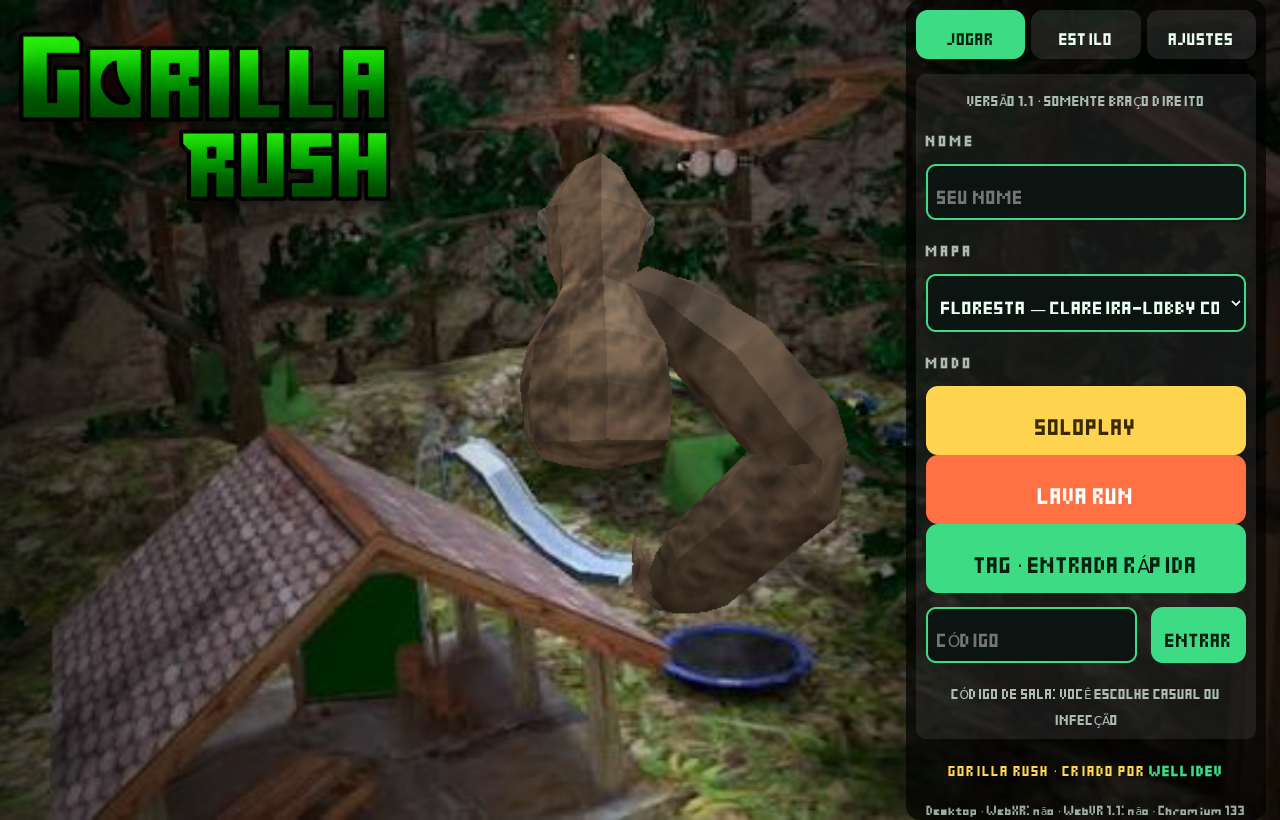 GORILLA
RUSH
JOGAR
ESTILO
AJUSTES
VERSÃO 1.1 · SOMENTE BRAÇO DIREITO
NOME
SEU NOME
MAPA
FLORESTA — CLAREIRA-LOBBY CO
MODO
SOLOPLAY
LAVA RUN
TAG · ENTRADA RÁPIDA
CÓDIGO
ENTRAR
CÓDIGO DE SALA: VOCÊ ESCOLHE CASUAL OU
INFECÇÃO
GORILLA RUSH · CRIADO POR WELLIDEV
Desktop · WebXR: não · WebVR 1.1: não · Chromium 133